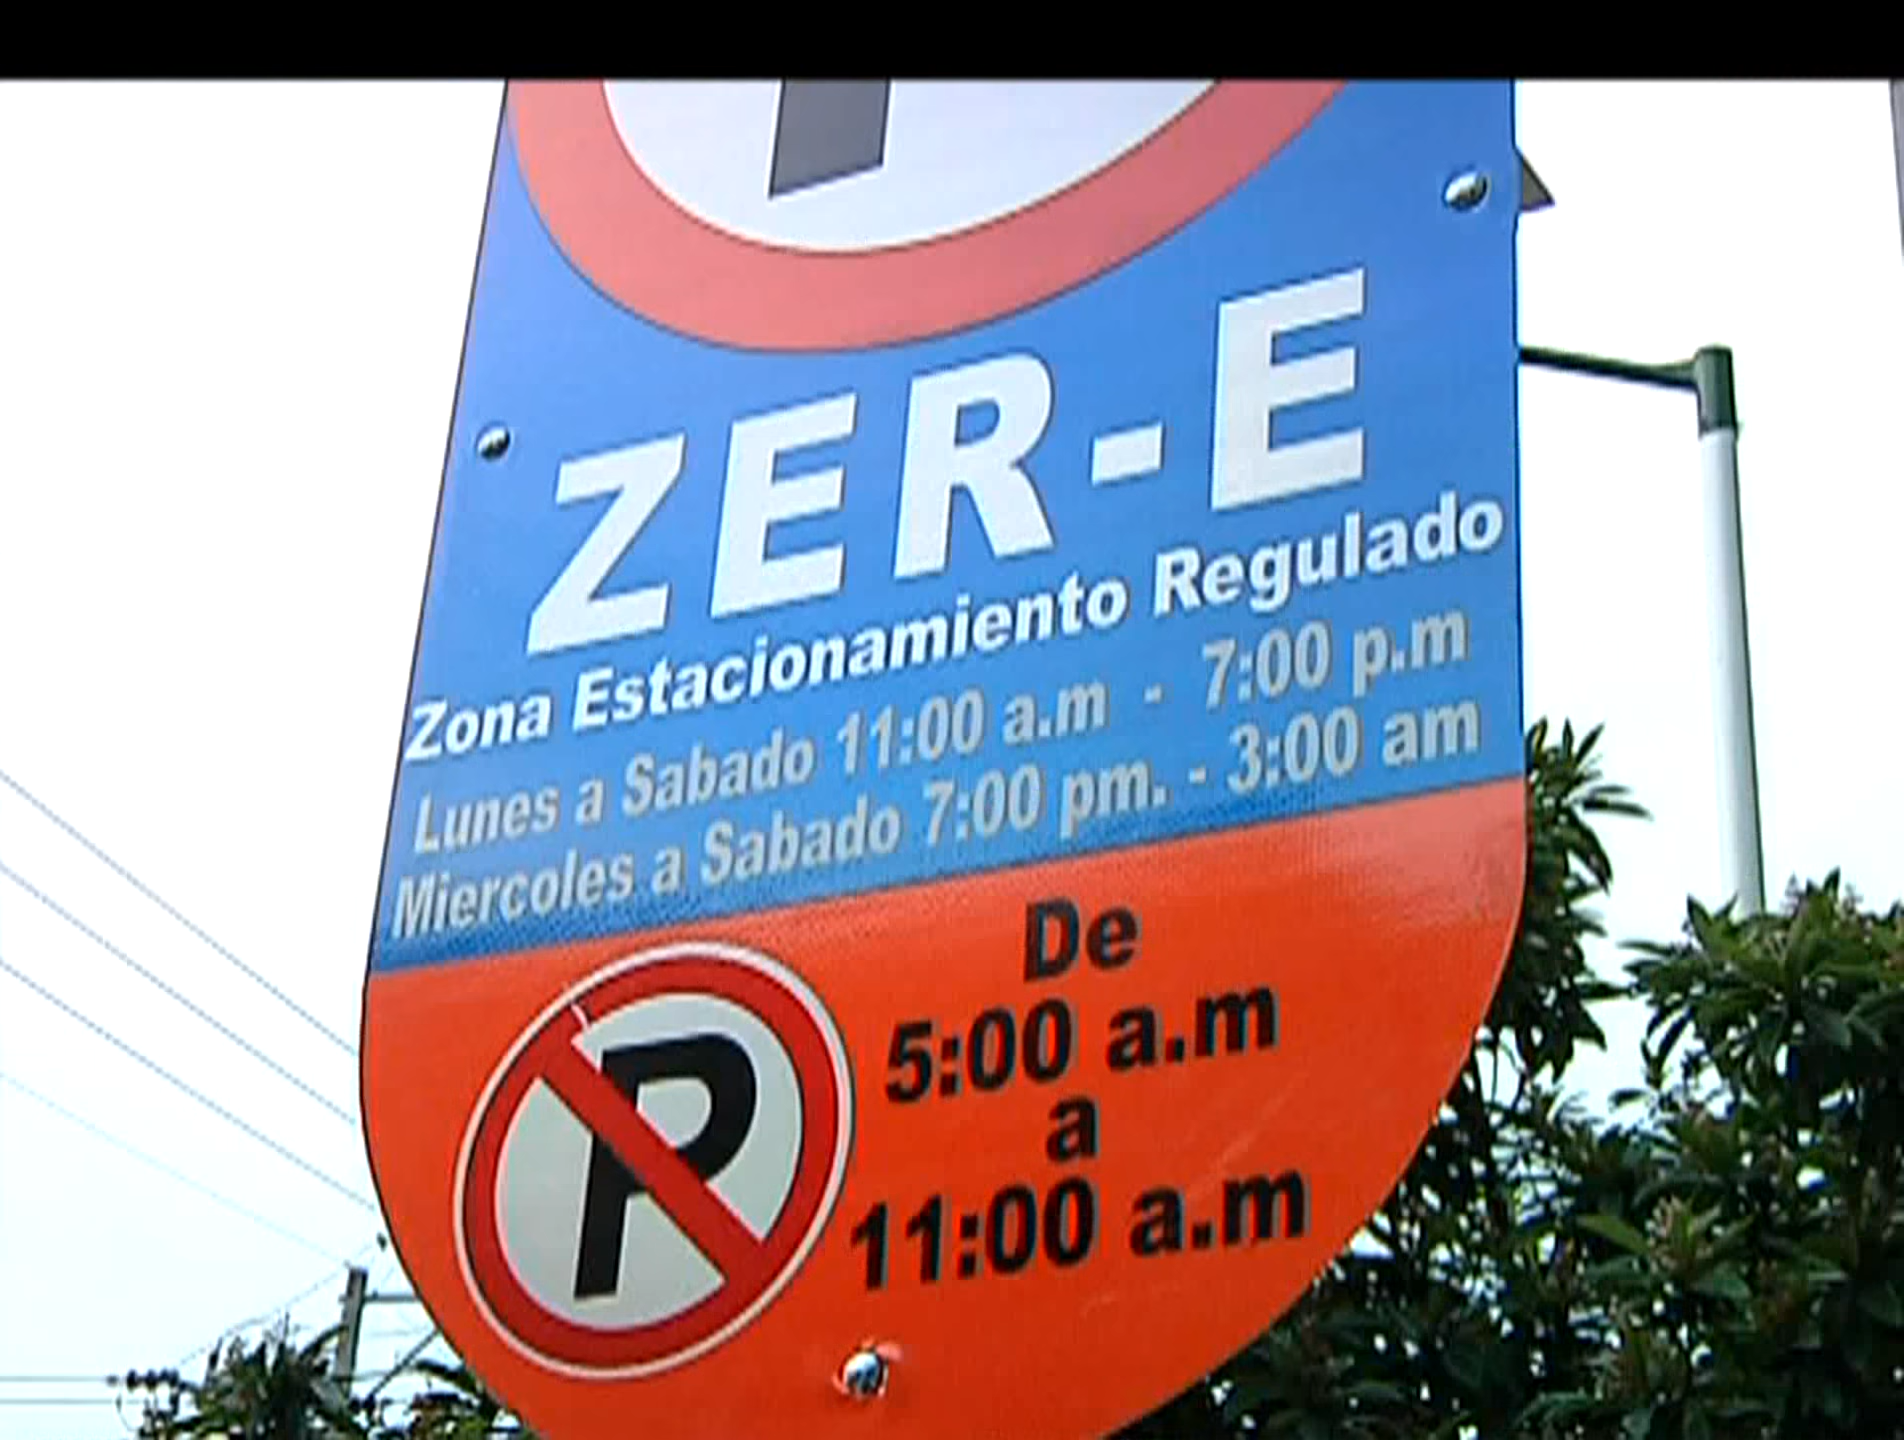 ZER-E
Zona Estacionamiento Regulado
Lunes a Sabado 11:00 a.m - 7:00 p.m
Miercoles a Sabado 7:00 pm. - 3:00 am
P
De
5:00 a.m
a
11:00 a.m